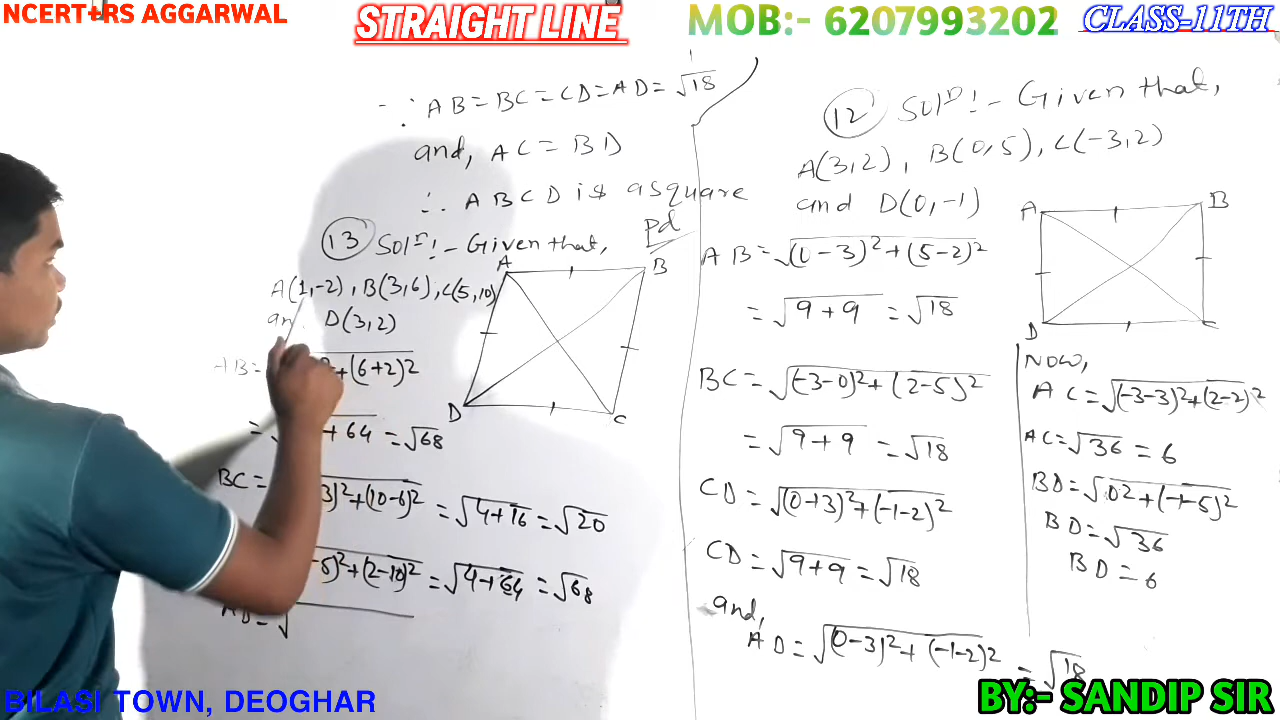 NCERT+RS AGGARWAL
STRAIGHT LINE
MOB:- 6207993202
CLASS-11TH
∵ AB = BC = CD = AD = √18
and, AC = BD
∴ ABCD is a square
Pd
(13) Solⁿ:- Given that,
A(1,-2), B(3,6), C(5,10)
an D(3,2)
A
B
D
C
AB = +(6+2)²
= +64 = √68
BC = 3)²+(10-6)² = √4+16 = √20
-5)²+(2-10)² = √4+64 = √68
AD = √
(12) Solⁿ:- Given that,
A(3,2), B(0,5), C(-3,2)
and D(0,-1)
A
B
D
C
AB = √(0-3)²+(5-2)²
= √9+9 = √18
BC = √(-3-0)²+(2-5)²
= √9+9 = √18
CD = √(0+3)²+(-1-2)²
CD = √9+9 = √18
and,
AD = √(0-3)²+(-1-2)² = √18
Now,
AC = √(-3-3)²+(2-2)²
AC = √36 = 6
BD = √02+(-1-5)²
BD = √36
BD = 6
BILASI TOWN, DEOGHAR
BY:- SANDIP SIR